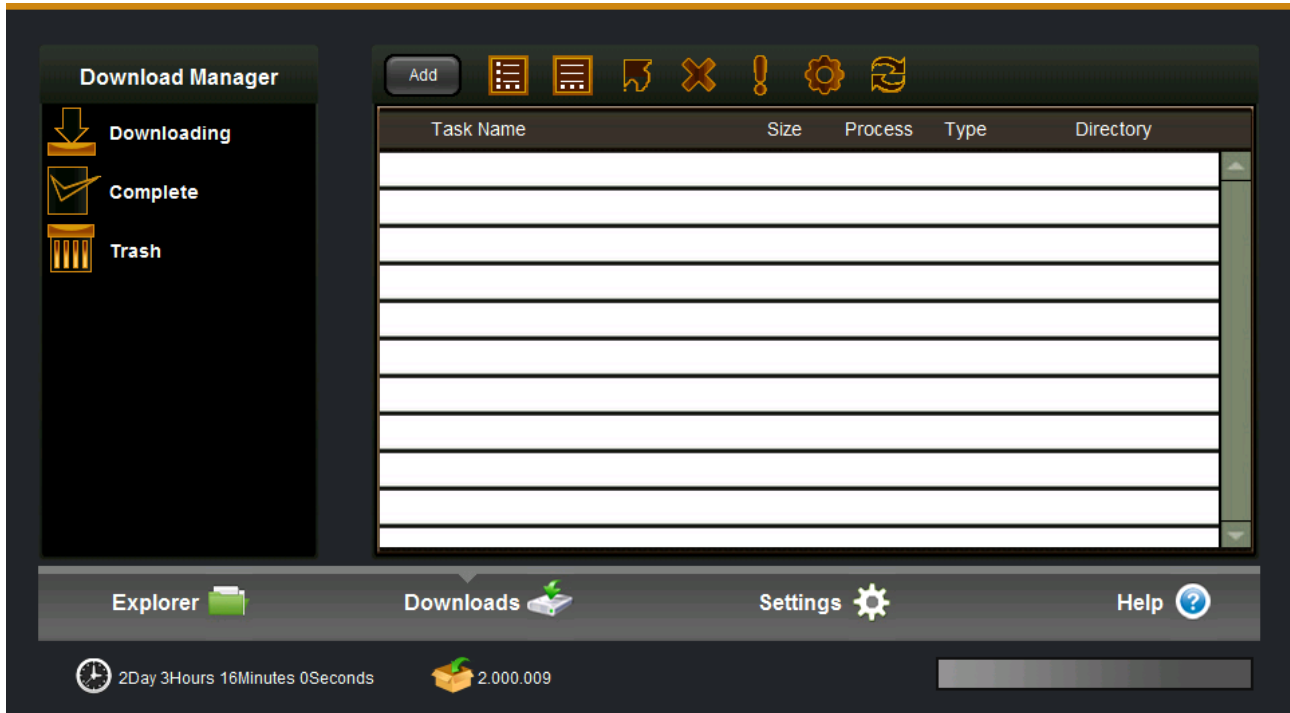 Download Manager
Downloading
Complete
Trash
Add
Task Name Size Process Type Directory
Explorer Downloads Settings Help ?
2Day 3Hours 16Minutes 0Seconds 2.000.009